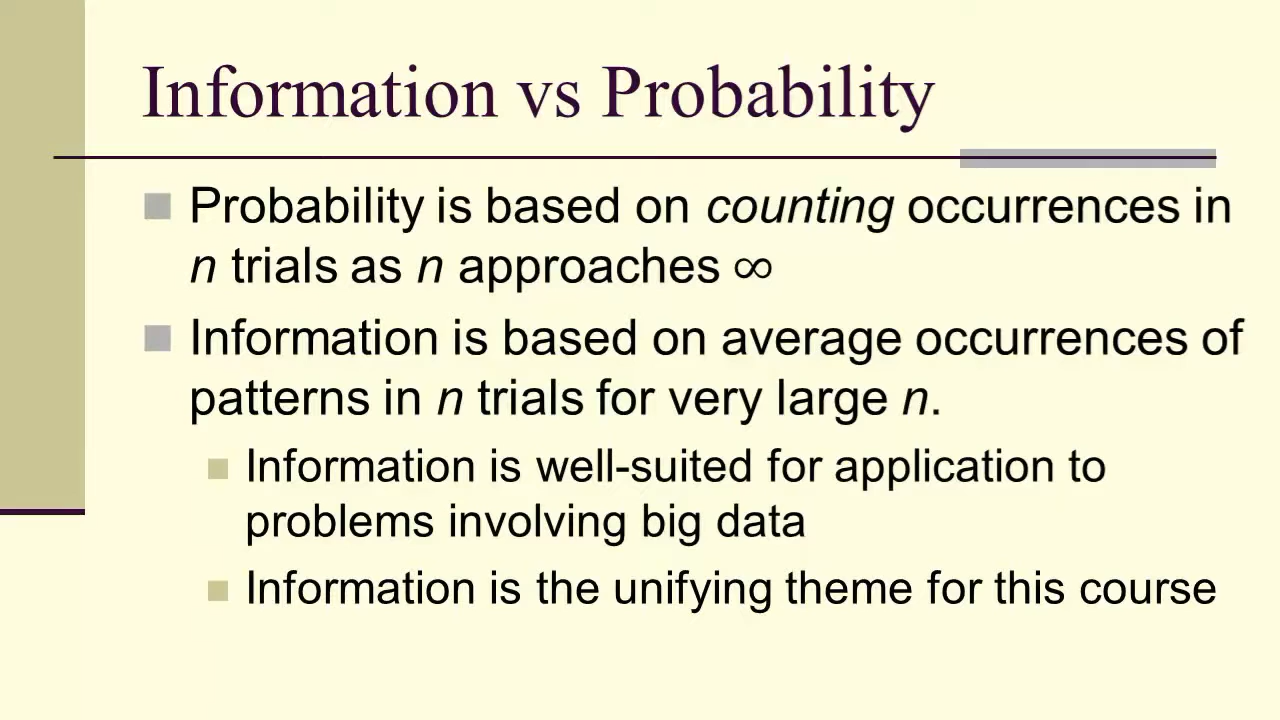 Information vs Probability
Probability is based on counting occurrences in
n trials as n approaches ∞
Information is based on average occurrences of
patterns in n trials for very large n.
Information is well-suited for application to
problems involving big data
Information is the unifying theme for this course